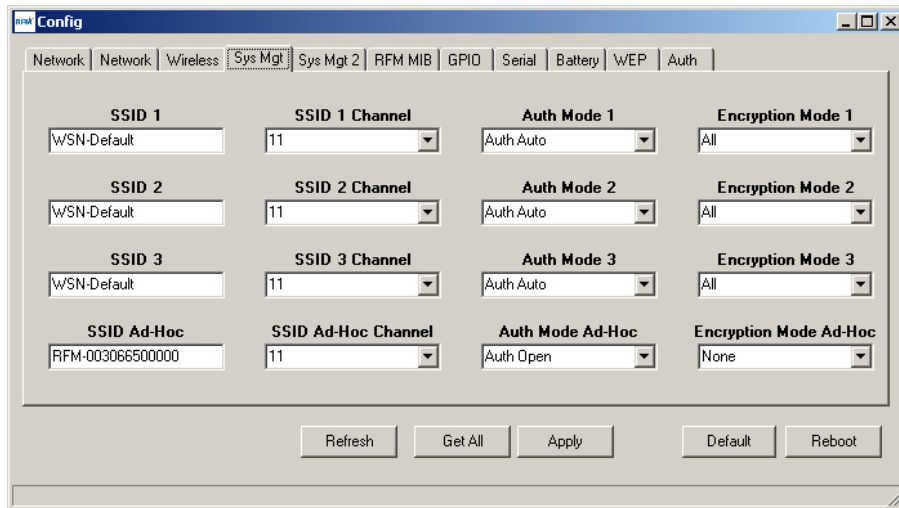 RFM Config
Network Network Wireless Sys Mgt Sys Mgt 2 RFM MIB GPIO Serial Battery WEP Auth
SSID 1 SSID 1 Channel Auth Mode 1 Encryption Mode 1
WSN-Default 11 Auth Auto All
SSID 2 SSID 2 Channel Auth Mode 2 Encryption Mode 2
WSN-Default 11 Auth Auto All
SSID 3 SSID 3 Channel Auth Mode 3 Encryption Mode 3
WSN-Default 11 Auth Auto All
SSID Ad-Hoc SSID Ad-Hoc Channel Auth Mode Ad-Hoc Encryption Mode Ad-Hoc
RFM-003066500000 11 Auth Open None
Refresh Get All Apply Default Reboot